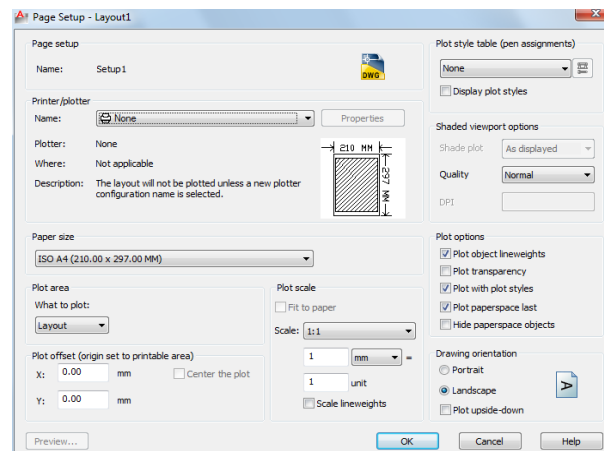 Page Setup - Layout1
Page setup
Name: Setup1
DWG
Printer/plotter
Name: None
Properties
Plotter: None
Where: Not applicable
Description: The layout will not be plotted unless a new plotter
configuration name is selected.
210 MM
297 MM
Paper size
ISO A4 (210.00 x 297.00 MM)
Plot area
What to plot:
Layout
Plot offset (origin set to printable area)
X: 0.00 mm
Center the plot
Y: 0.00 mm
Plot scale
Fit to paper
Scale: 1:1
1 mm =
1 unit
Scale lineweights
Plot style table (pen assignments)
None
Display plot styles
Shaded viewport options
Shade plot As displayed
Quality Normal
DPI
Plot options
Plot object lineweights
Plot transparency
Plot with plot styles
Plot paperspace last
Hide paperspace objects
Drawing orientation
Portrait
Landscape
A
Plot upside-down
Preview...
OK
Cancel
Help